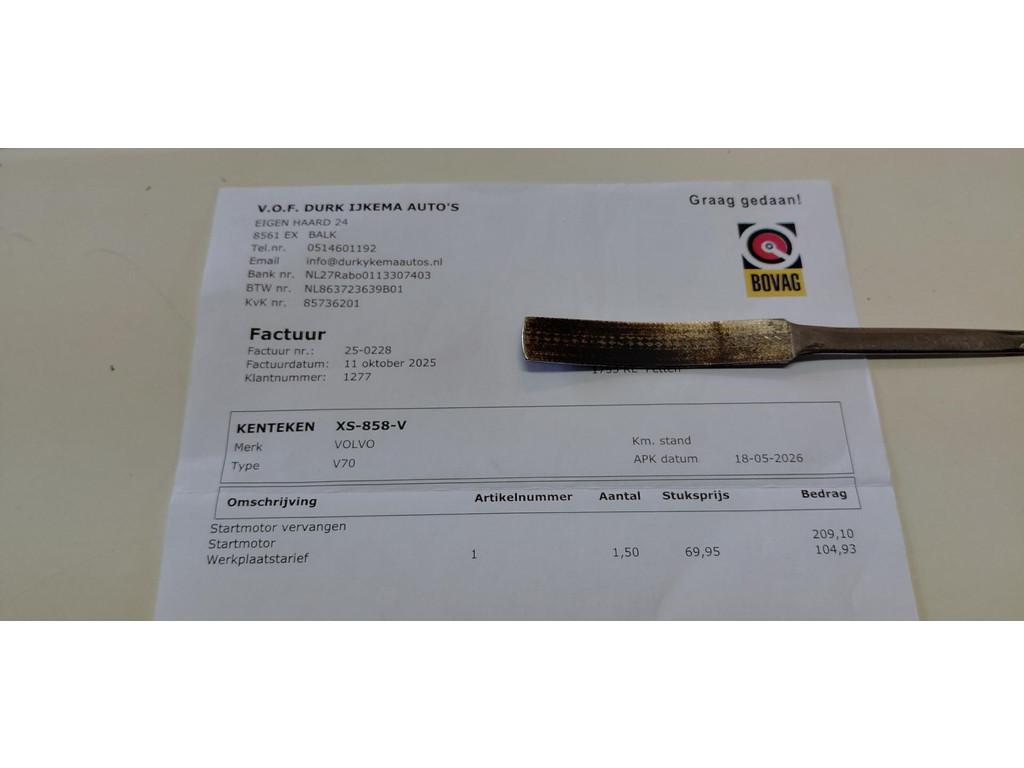 V.O.F. DURK IJKEMA AUTO'S
EIGEN HAARD 24
8561 EX BALK
Tel.nr. 0514601192
Email info@durkykemaautos.nl
Bank nr. NL27Rabo0113307403
BTW nr. NL863723639B01
KvK nr. 85736201
Graag gedaan!
BOVAG
Factuur
Factuur nr.: 25-0228
Factuurdatum: 11 oktober 2025
Klantnummer: 1277
KENTEKEN XS-858-V
Merk VOLVO Km. stand
Type V70 APK datum 18-05-2026
Omschrijving Artikelnummer Aantal Stuksprijs Bedrag
Startmotor vervangen
Startmotor 209,10
Werkplaatstarief 1 1,50 69,95 104,93